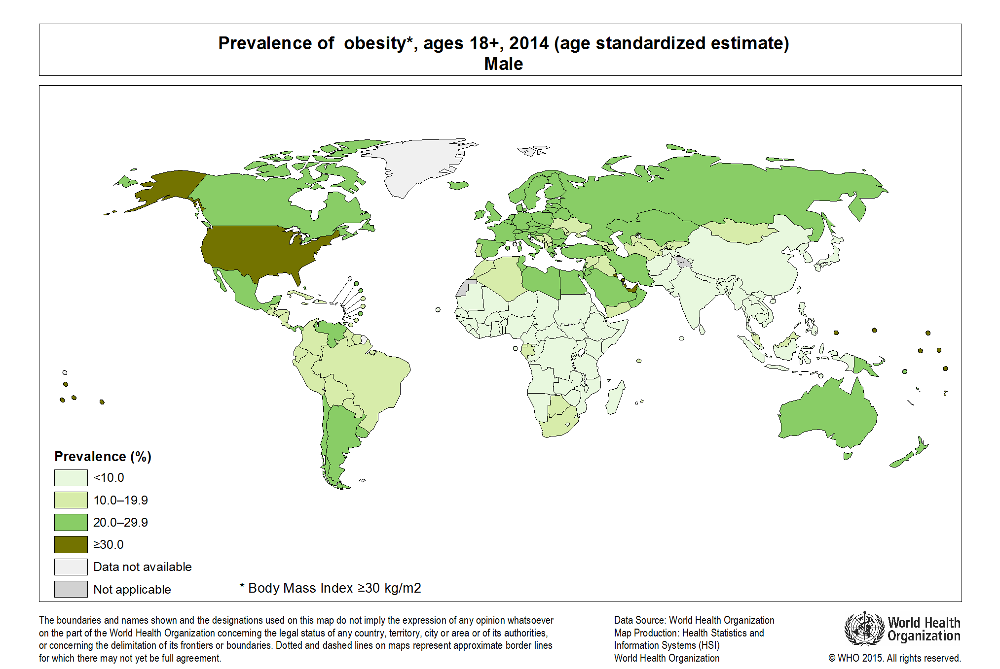 Prevalence of  obesity*, ages 18+, 2014 (age standardized estimate)
Male
Prevalence (%)
<10.0
10.0–19.9
20.0–29.9
≥30.0
Data not available
Not applicable
* Body Mass Index ≥30 kg/m2
The boundaries and names shown and the designations used on this map do not imply the expression of any opinion whatsoever
on the part of the World Health Organization concerning the legal status of any country, territory, city or area or of its authorities,
or concerning the delimitation of its frontiers or boundaries. Dotted and dashed lines on maps represent approximate border lines
for which there may not yet be full agreement.
Data Source: World Health Organization
Map Production: Health Statistics and
Information Systems (HSI)
World Health Organization
World Health
Organization
© WHO 2015. All rights reserved.